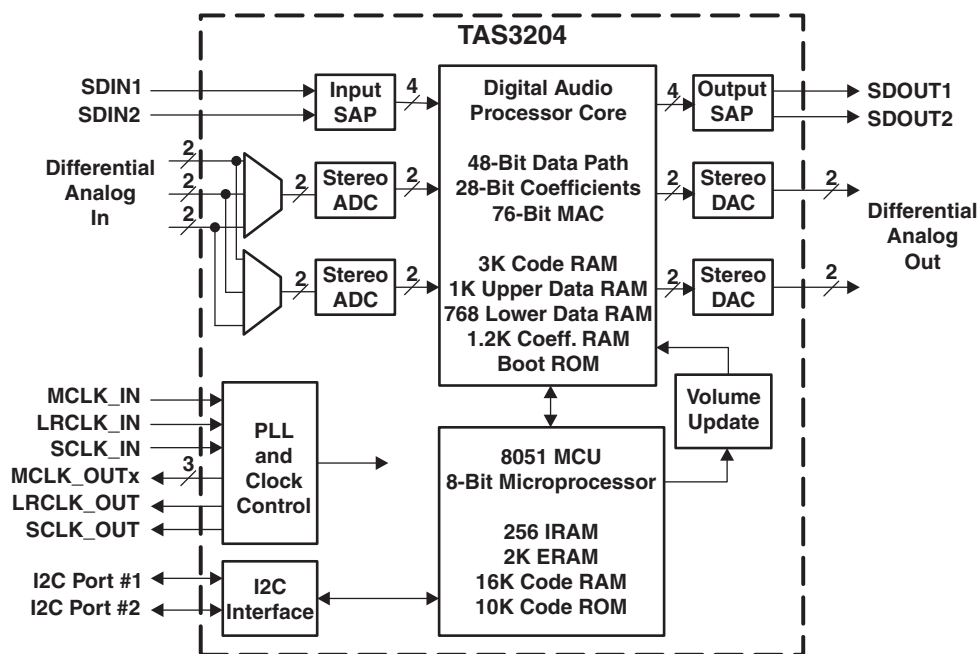 TAS3204
SDIN1
SDIN2
Input
SAP
4
Digital Audio
Processor Core
4
Output
SAP
SDOUT1
SDOUT2
Differential
Analog
In
2
2
2
2
Stereo
ADC
2
48-Bit Data Path
28-Bit Coefficients
76-Bit MAC
2
Stereo
DAC
2
Differential
Analog
Out
2
Stereo
ADC
2
3K Code RAM
1K Upper Data RAM
768 Lower Data RAM
1.2K Coeff. RAM
Boot ROM
2
Stereo
DAC
2
Volume
Update
MCLK_IN
LRCLK_IN
SCLK_IN
MCLK_OUTx
3
LRCLK_OUT
SCLK_OUT
PLL
and
Clock
Control
8051 MCU
8-Bit Microprocessor
256 IRAM
2K ERAM
16K Code RAM
10K Code ROM
I2C Port #1
I2C Port #2
I2C
Interface